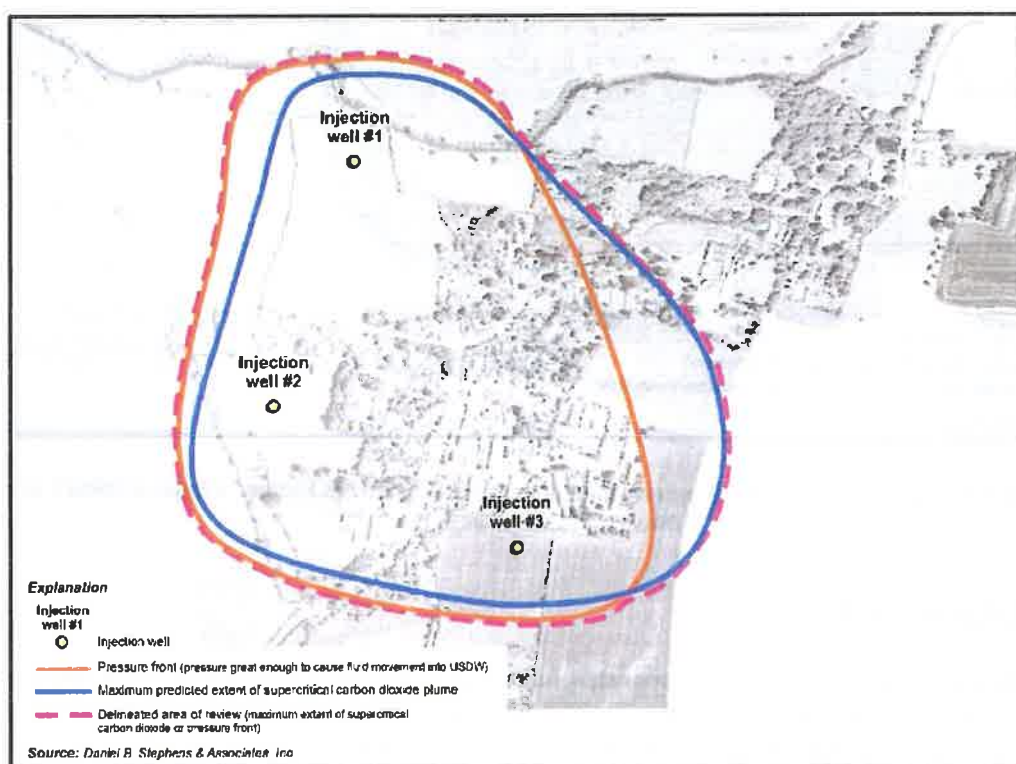 Injection
well #1
Injection
well #2
Injection
well #3
Explanation
Injection
well #1
Injection well
Pressure front (pressure great enough to cause fluid movement into USDW)
Maximum predicted extent of supercritical carbon dioxide plume
Delineated area of review (maximum extent of supercritical
carbon dioxide or pressure front)
Source: Daniel B. Stephens & Associates, Inc